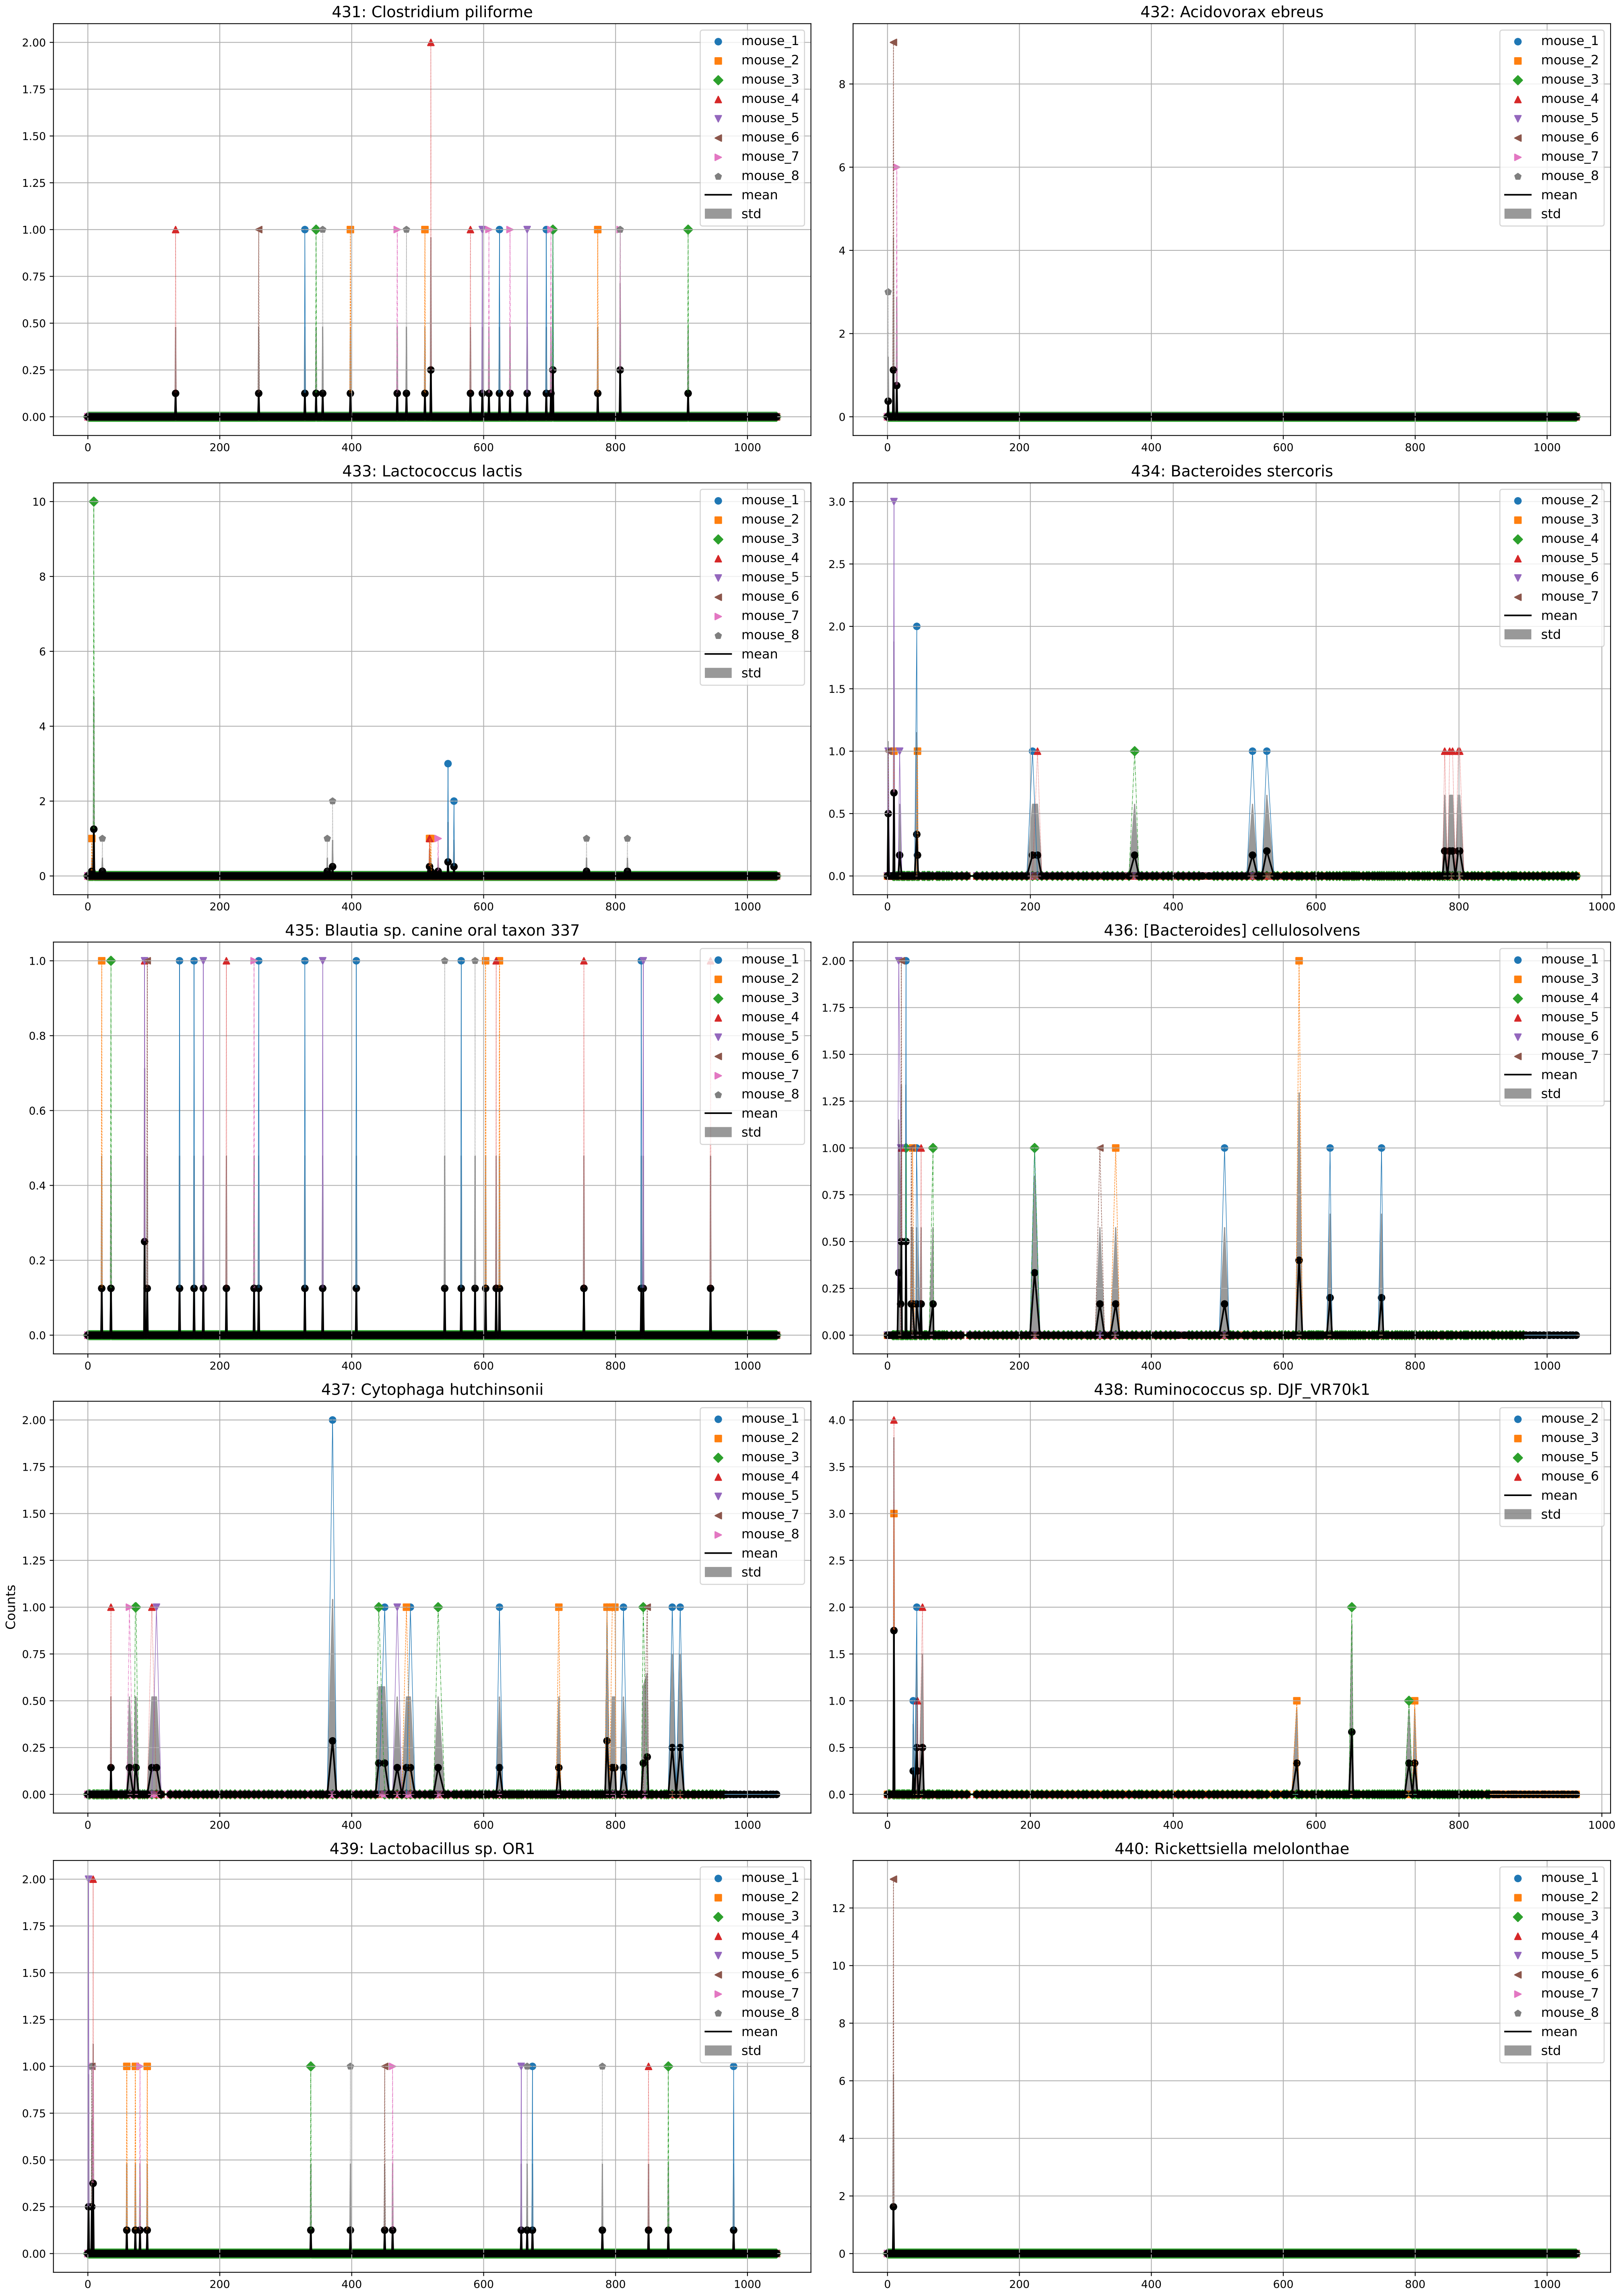 431: Clostridium piliforme
2.00
1.75
1.50
1.25
1.00
0.75
0.50
0.25
0.00
0 200 400 600 800 1000
mouse_1
mouse_2
mouse_3
mouse_4
mouse_5
mouse_6
mouse_7
mouse_8
mean
std
432: Acidovorax ebreus
8
6
4
2
0
0 200 400 600 800 1000
mouse_1
mouse_2
mouse_3
mouse_4
mouse_5
mouse_6
mouse_7
mouse_8
mean
std
433: Lactococcus lactis
10
8
6
4
2
0
0 200 400 600 800 1000
mouse_1
mouse_2
mouse_3
mouse_4
mouse_5
mouse_6
mouse_7
mouse_8
mean
std
434: Bacteroides stercoris
3.0
2.5
2.0
1.5
1.0
0.5
0.0
0 200 400 600 800 1000
mouse_2
mouse_3
mouse_4
mouse_5
mouse_6
mouse_7
mean
std
435: Blautia sp. canine oral taxon 337
1.0
0.8
0.6
0.4
0.2
0.0
0 200 400 600 800 1000
mouse_1
mouse_2
mouse_3
mouse_4
mouse_5
mouse_6
mouse_7
mouse_8
mean
std
436: [Bacteroides] cellulosolvens
2.00
1.75
1.50
1.25
1.00
0.75
0.50
0.25
0.00
0 200 400 600 800 1000
mouse_1
mouse_3
mouse_4
mouse_5
mouse_6
mouse_7
mean
std
437: Cytophaga hutchinsonii
Counts
2.00
1.75
1.50
1.25
1.00
0.75
0.50
0.25
0.00
0 200 400 600 800 1000
mouse_1
mouse_2
mouse_3
mouse_4
mouse_5
mouse_7
mouse_8
mean
std
438: Ruminococcus sp. DJF_VR70k1
4.0
3.5
3.0
2.5
2.0
1.5
1.0
0.5
0.0
0 200 400 600 800 1000
mouse_2
mouse_3
mouse_5
mouse_6
mean
std
439: Lactobacillus sp. OR1
2.00
1.75
1.50
1.25
1.00
0.75
0.50
0.25
0.00
0 200 400 600 800 1000
mouse_1
mouse_2
mouse_3
mouse_4
mouse_5
mouse_6
mouse_7
mouse_8
mean
std
440: Rickettsiella melolonthae
12
10
8
6
4
2
0
0 200 400 600 800 1000
mouse_1
mouse_2
mouse_3
mouse_4
mouse_5
mouse_6
mouse_7
mouse_8
mean
std